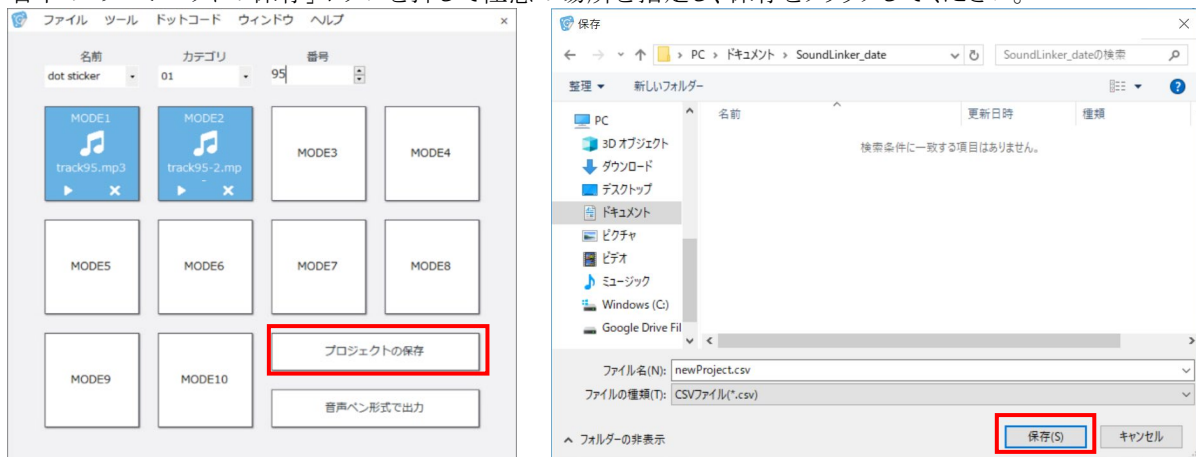 ファイル ツール ドットコード ウィンドウ ヘルプ ×
名前 カテゴリ 番号
dot sticker 01 95
MODE1 MODE2 MODE3 MODE4
track95.mp3 track95-2.mp
MODE5 MODE6 MODE7 MODE8
プロジェクトの保存
MODE9 MODE10
音声ペン形式で出力
保存
PC › ドキュメント › SoundLinker_date
SoundLinker_dateの検索
整理 新しいフォルダー
名前 更新日時 種類
検索条件に一致する項目はありません。
PC
3D オブジェクト
ダウンロード
デスクトップ
ドキュメント
ピクチャ
ビデオ
ミュージック
Windows (C:)
Google Drive Fil
ファイル名(N): newProject.csv
ファイルの種類(T): CSVファイル(*.csv)
フォルダーの非表示 保存(S) キャンセル